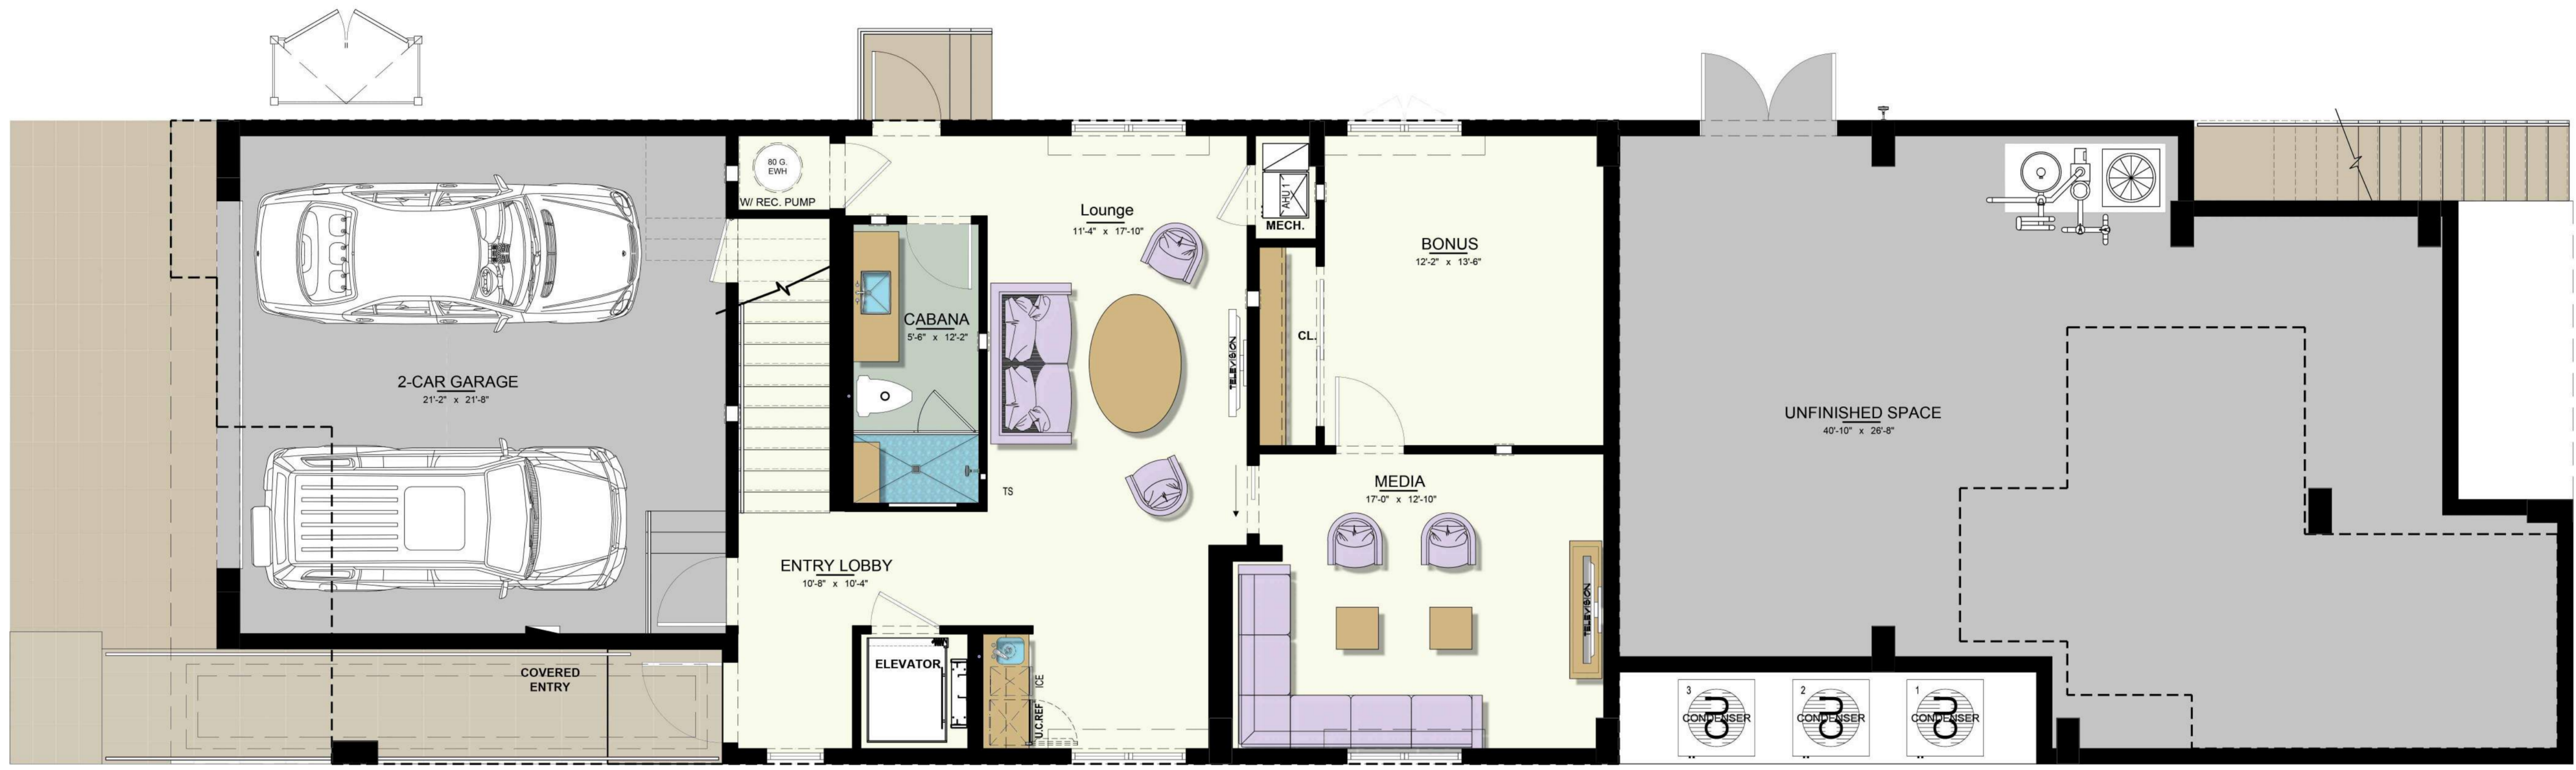 80 G.
EWH
W/ REC. PUMP
Lounge
11'-4" x 17'-10"
AHU 1
MECH.
BONUS
12'-2" x 13'-6"
CABANA
5'-6" x 12'-2"
TELEVISION
CL.
2-CAR GARAGE
21'-2" x 21'-8"
UNFINISHED SPACE
40'-10" x 26'-8"
TS
MEDIA
17'-0" x 12'-10"
ENTRY LOBBY
10'-8" x 10'-4"
TELEVISION
ELEVATOR
COVERED
ENTRY
ICE
U.C.REF
3
CONDENSER
2
CONDENSER
1
CONDENSER